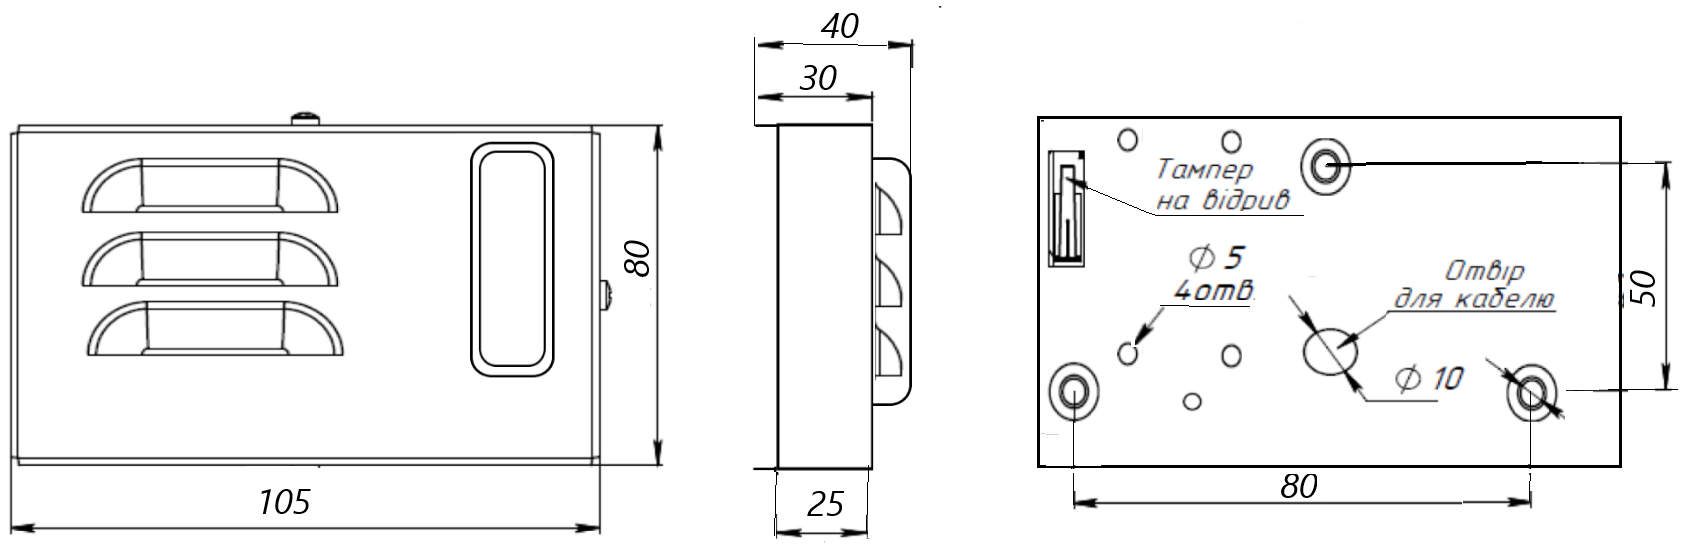 40
30
80
105
25
Тампер
на відрив
ϕ 5
4отв.
Отвір
для кабелю
50
ϕ 10
80